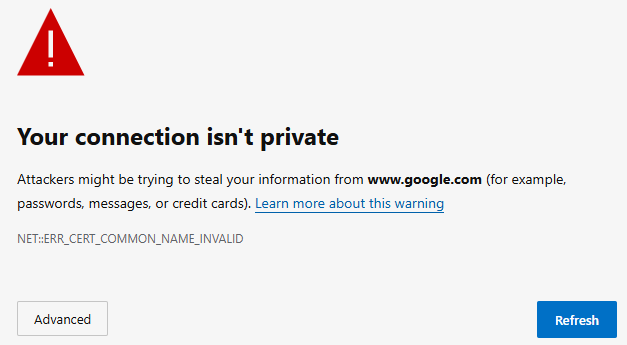 Your connection isn't private
Attackers might be trying to steal your information from www.google.com (for example,
passwords, messages, or credit cards). Learn more about this warning
NET::ERR_CERT_COMMON_NAME_INVALID
Advanced
Refresh